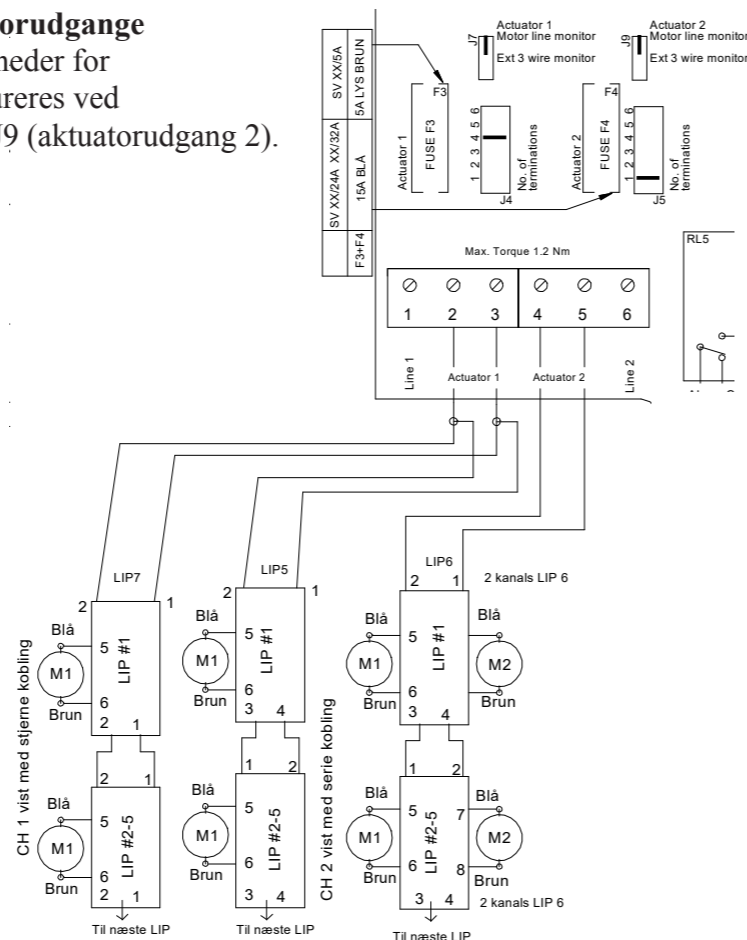 orudgange
neder for
ureres ved
J9 (aktuatorudgang 2).
SV XX/5A
5A LYS BRUN
SV XX/24A XX/32A
15A BLÅ
F3+F4
Actuator 1
J7
Motor line monitor
Ext 3 wire monitor
Actuator 2
J9
Motor line monitor
Ext 3 wire monitor
Actuator 1
F3
FUSE F3
1 2 3 4 5 6
No. of
terminations
J4
Actuator 2
F4
FUSE F4
1 2 3 4 5 6
No. of
terminations
J5
Max. Torque 1.2 Nm
RL5
1 2 3 4 5 6
Line 1
Actuator 1
Actuator 2
Line 2
LIP7
LIP5
LIP6
2 1
2 1
2 1
2 kanals LIP 6
CH 1 vist med stjerne kobling
Blå
M1
Brun
5
6
LIP #1
2 1
2 1
Blå
M1
Brun
5
6
LIP #2-5
2 1
Til næste LIP
Blå
M1
Brun
5
6
LIP #1
3 4
1 2
Blå
M1
Brun
5
6
LIP #2-5
3 4
Til næste LIP
CH 2 vist med serie kobling
Blå
M1
Brun
5
6
LIP #1
3 4
Blå
M2
Brun
1 2
Blå
M1
Brun
5
6
LIP #2-5
7
8
Blå
M2
Brun
3 4
2 kanals LIP 6
Til næste LIP